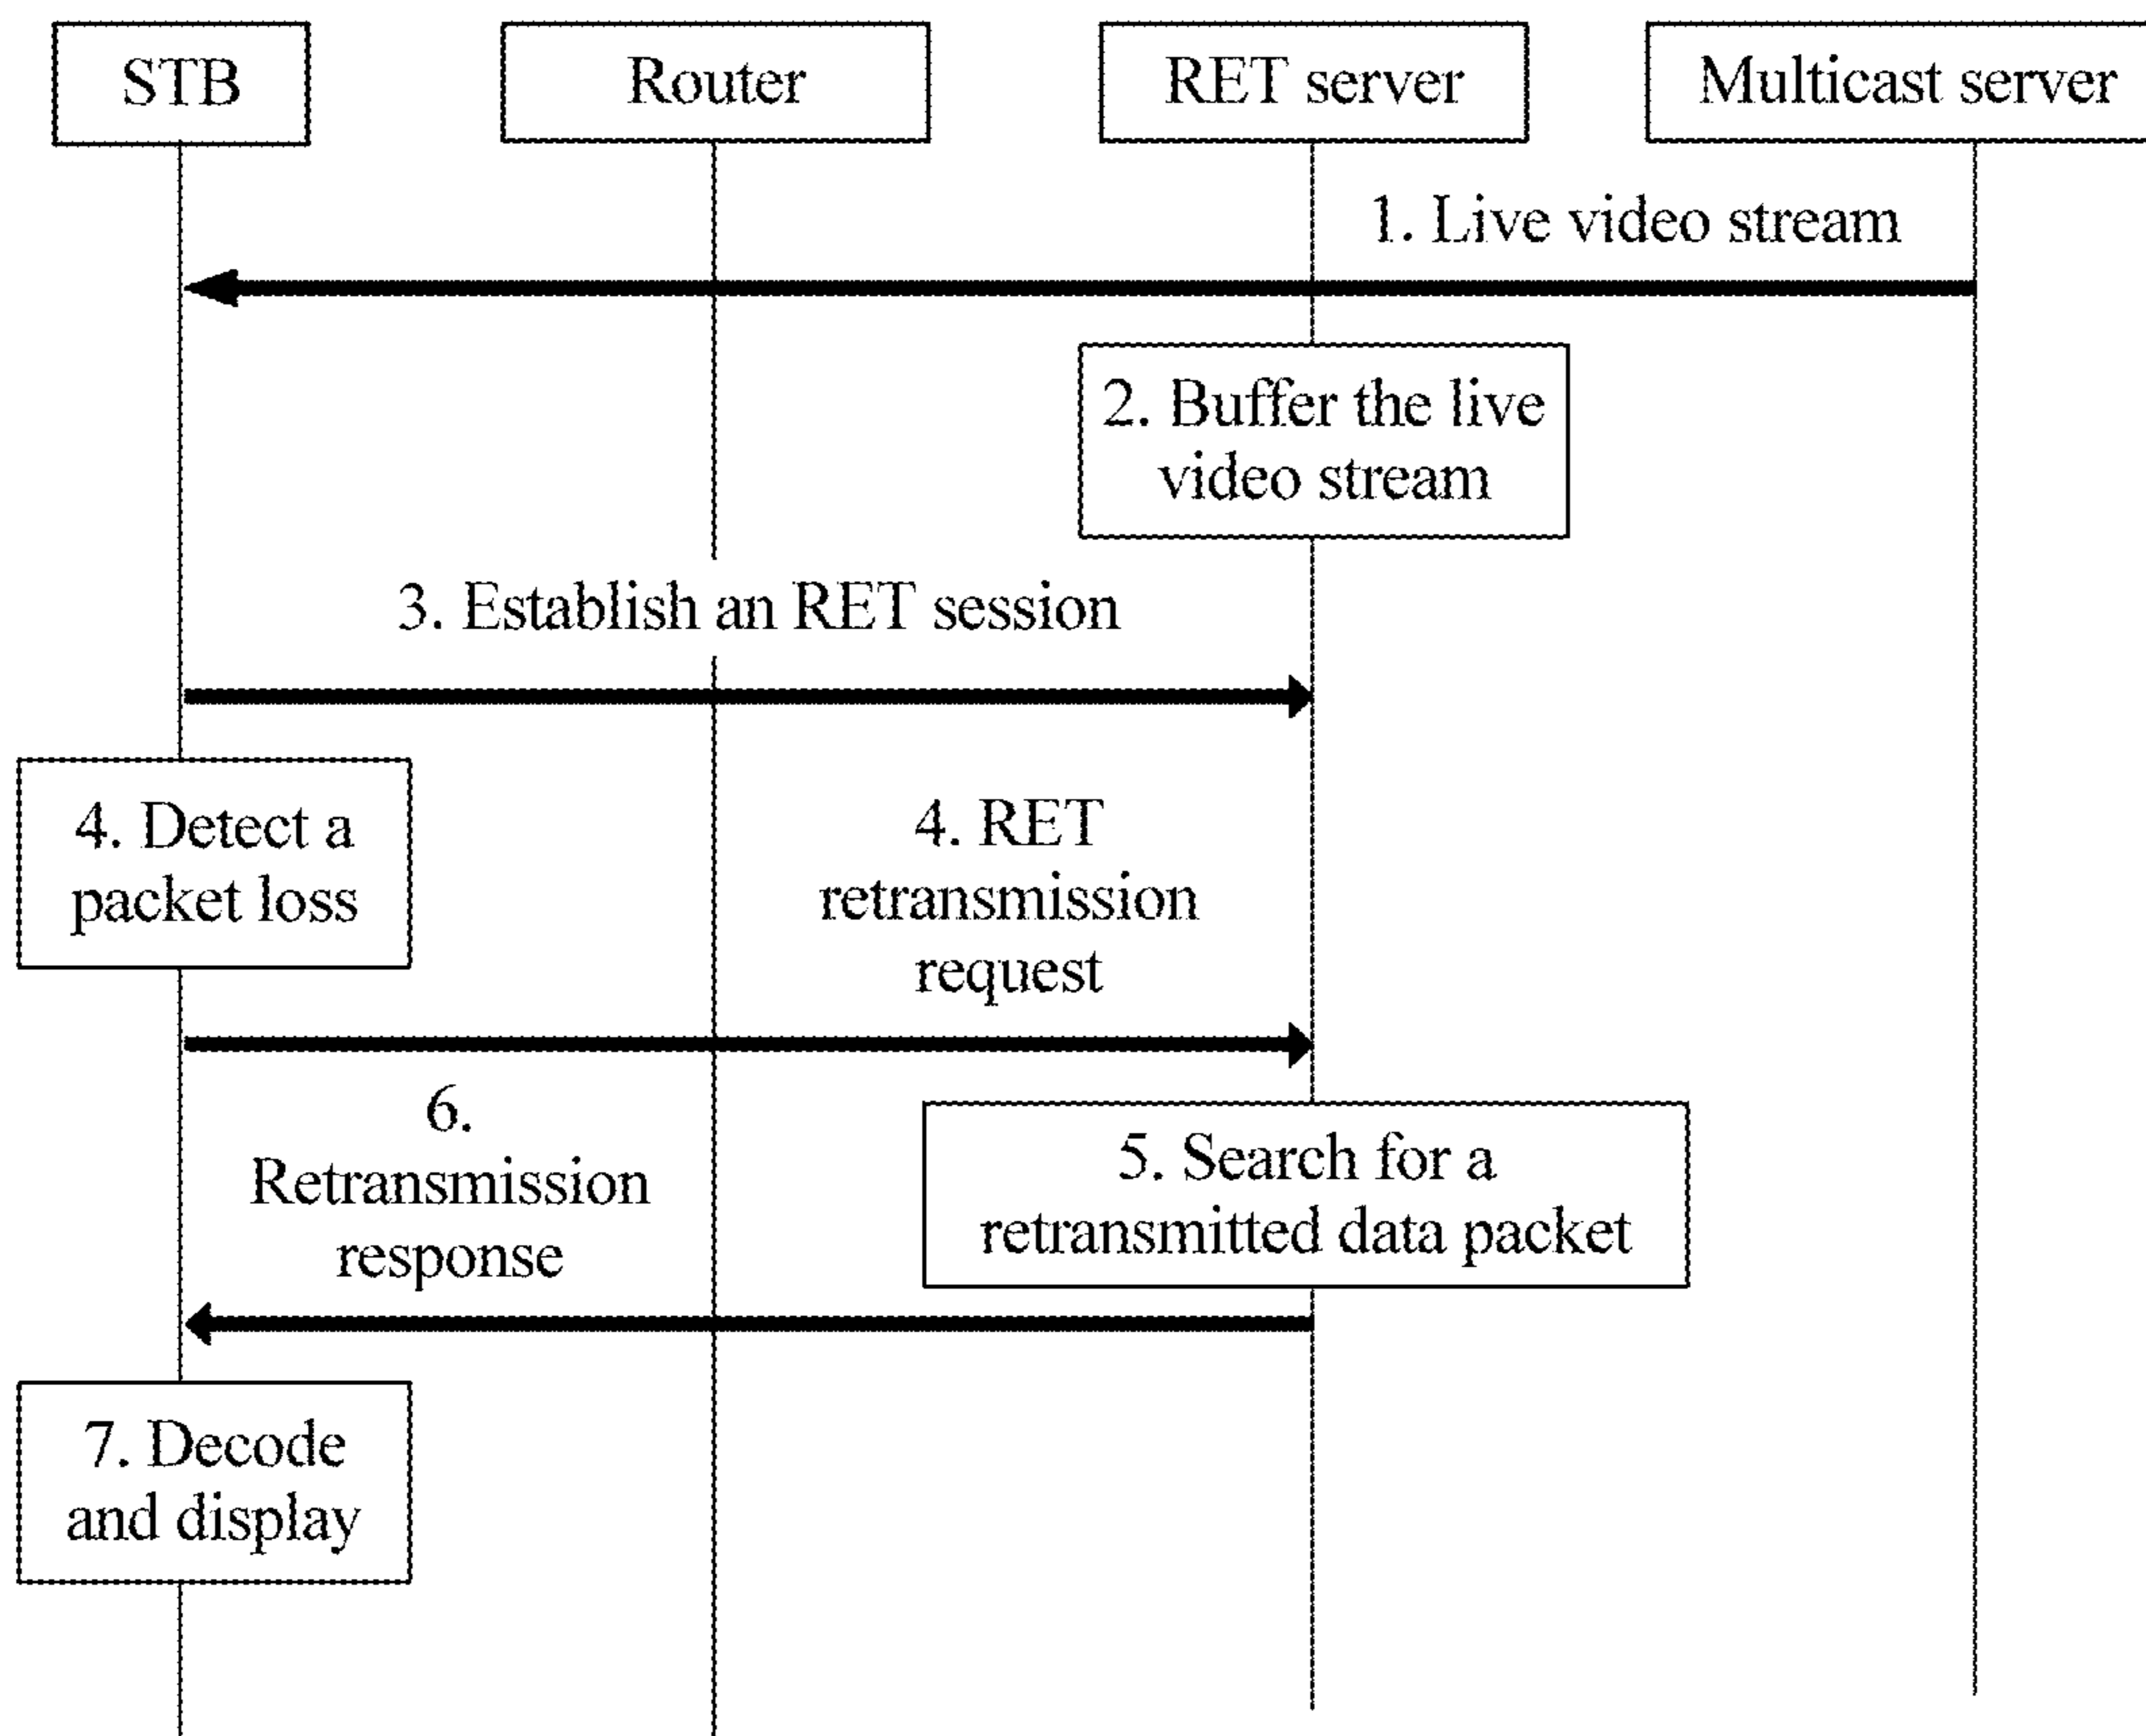 STB
Router
RET server
Multicast server
1. Live video stream
2. Buffer the live
video stream
3. Establish an RET session
4. Detect a
packet loss
4. RET
retransmission
request
6.
Retransmission
response
5. Search for a
retransmitted data packet
7. Decode
and display